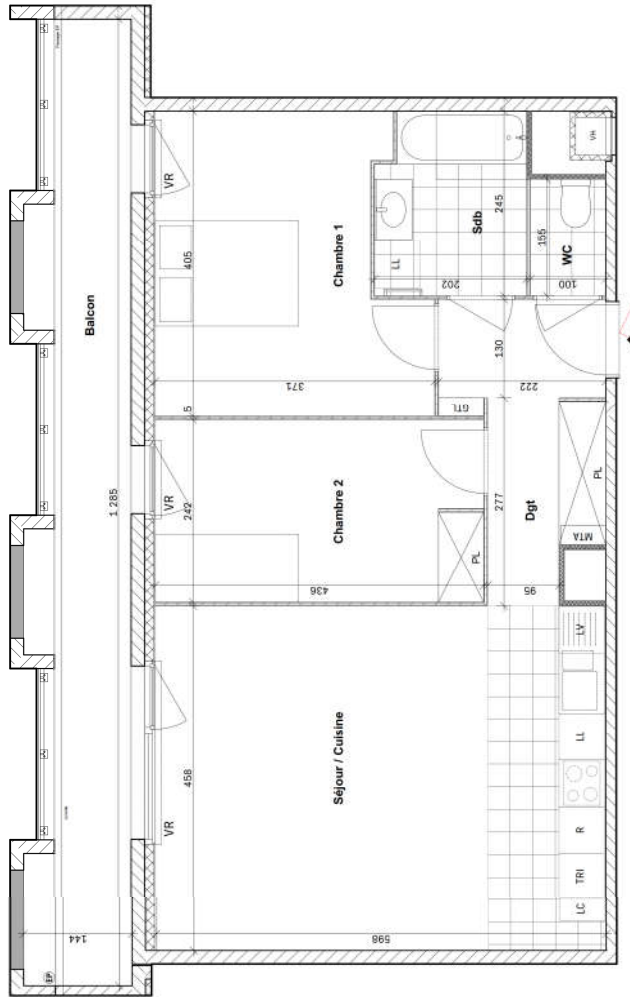 Balcon
1 285
144
EP
VR
VR
VR
Chambre 1
405
371
5
Chambre 2
242
436
PL
Séjour / Cuisine
458
598
Sdb
245
202
LL
WC
155
100
VH
130
222
GTL
277
Dgt
95
PL
MTA
LV
LL
R
TRI
LC